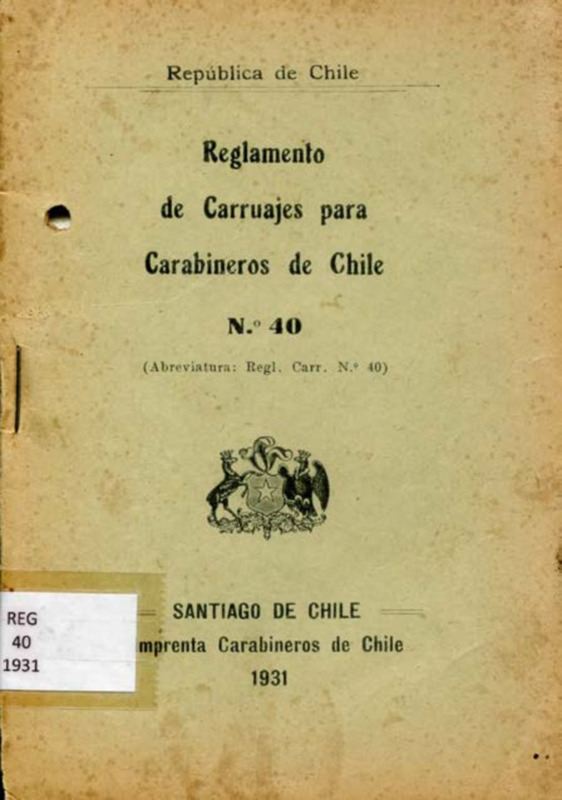 República de Chile
Reglamento
de Carruajes para
Carabineros de Chile
N.º 40
(Abreviatura: Regl. Carr. N.º 40)
SANTIAGO DE CHILE
mprenta Carabineros de Chile
1931
REG
40
1931